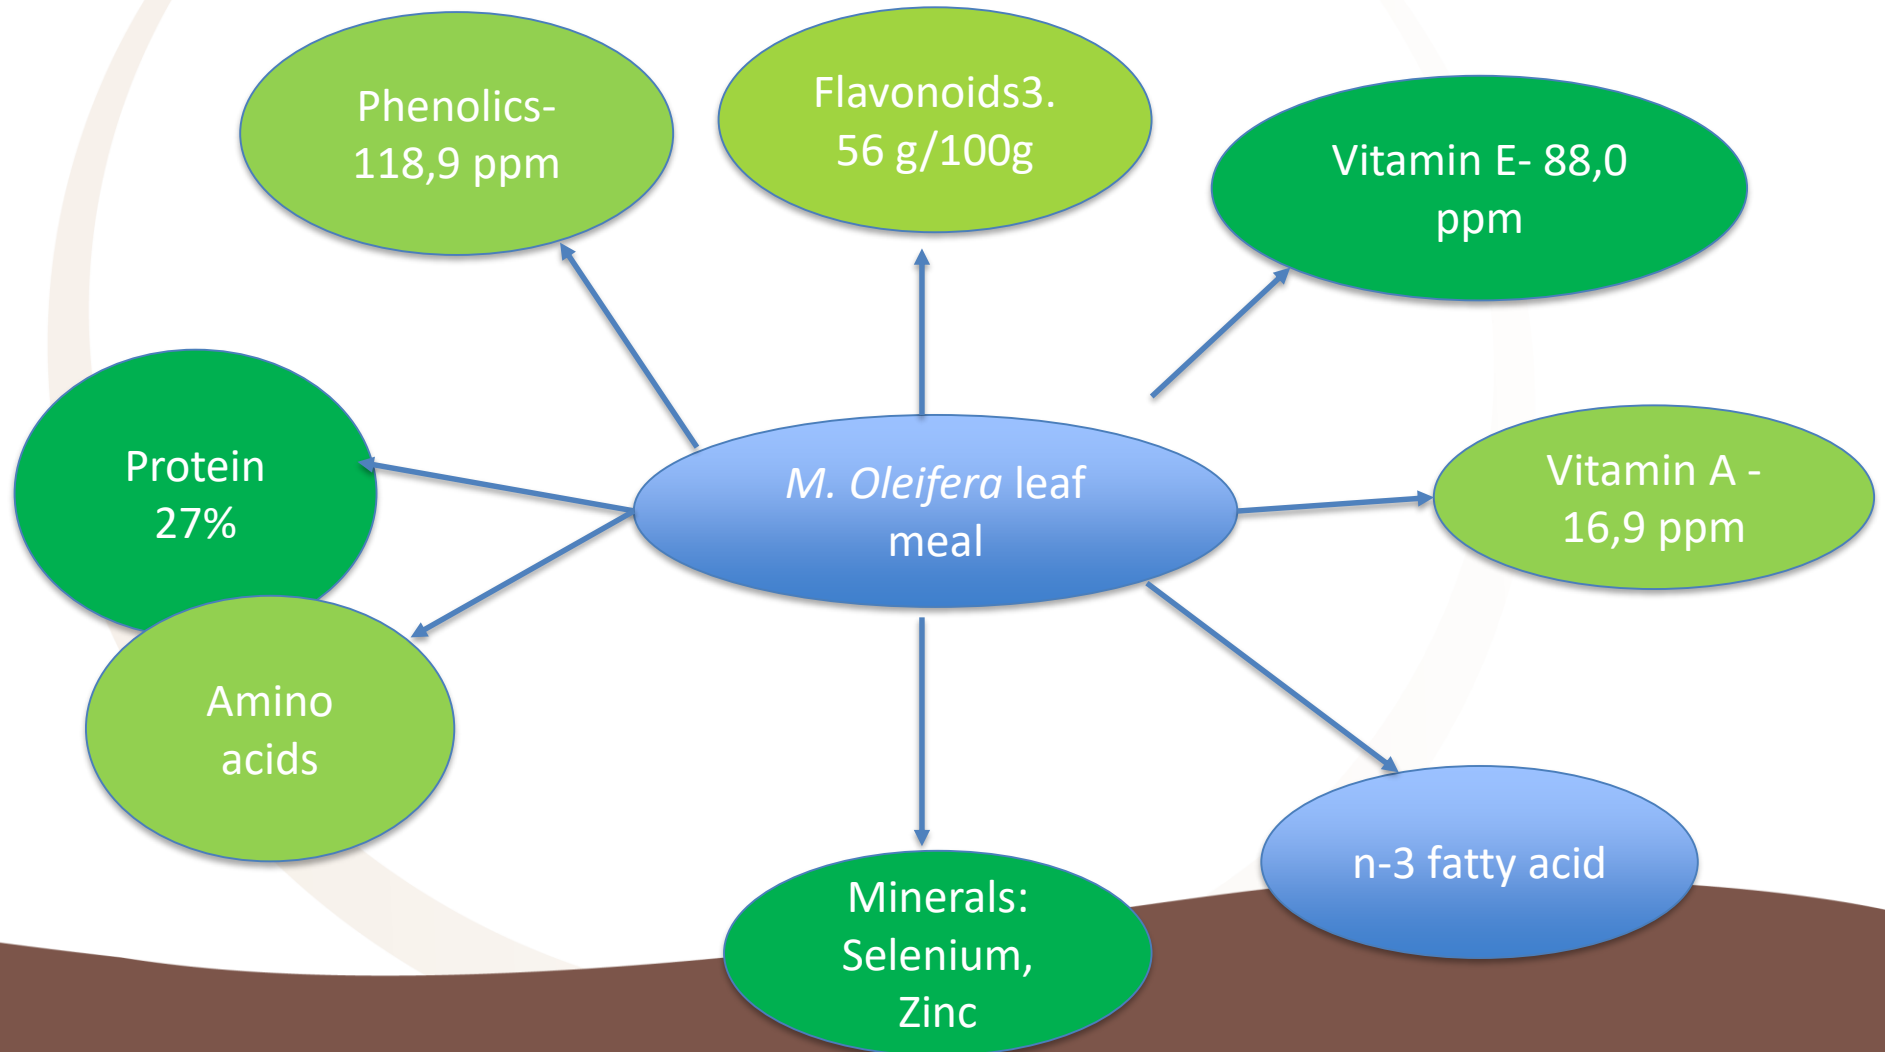 Phenolics-
118,9 ppm
Flavonoids3.
56 g/100g
Vitamin E- 88,0
ppm
Protein
27%
M. Oleifera leaf
meal
Vitamin A -
16,9 ppm
Amino
acids
n-3 fatty acid
Minerals:
Selenium,
Zinc